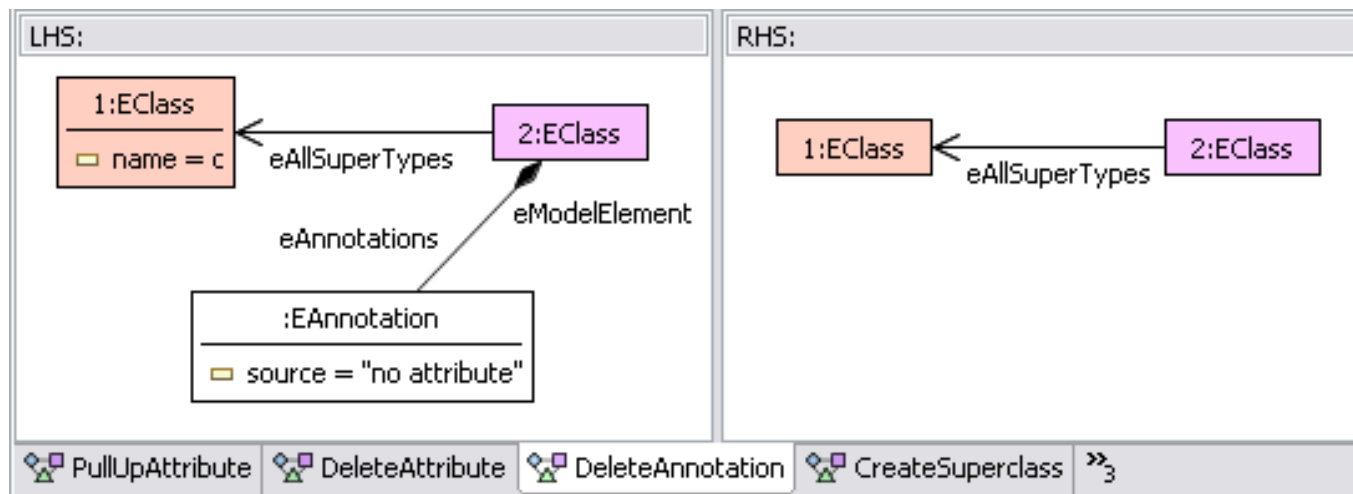 LHS:
1:EClass
name = c
eAllSuperTypes
2:EClass
eModelElement
eAnnotations
:EAnnotation
source = "no attribute"
RHS:
1:EClass
eAllSuperTypes
2:EClass
PullUpAttribute
DeleteAttribute
DeleteAnnotation
CreateSuperclass
»3